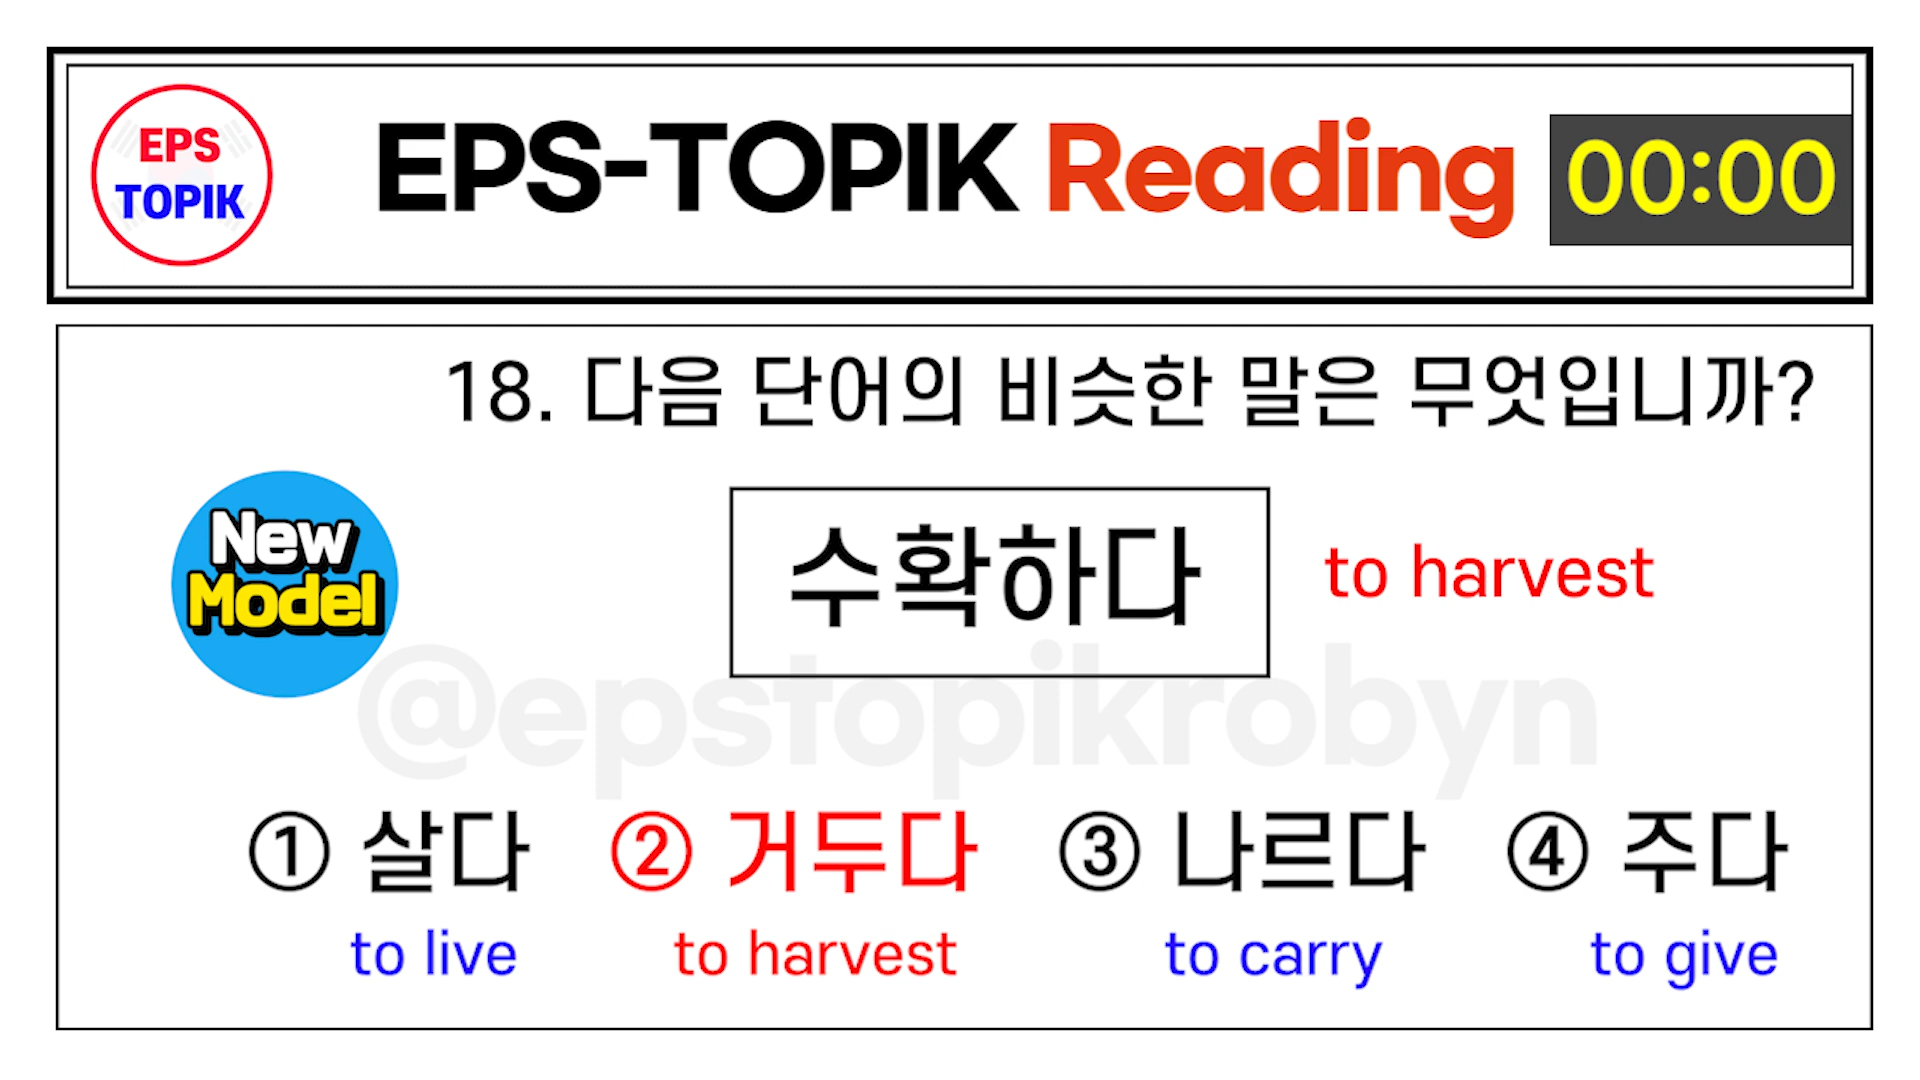 EPS
TOPIK
EPS-TOPIK Reading
00:00
18. 다음 단어의 비슷한 말은 무엇입니까?
New
Model
수확하다
to harvest
@epstopikrobyn
① 살다 ② 거두다 ③ 나르다 ④ 주다
to live to harvest to carry to give